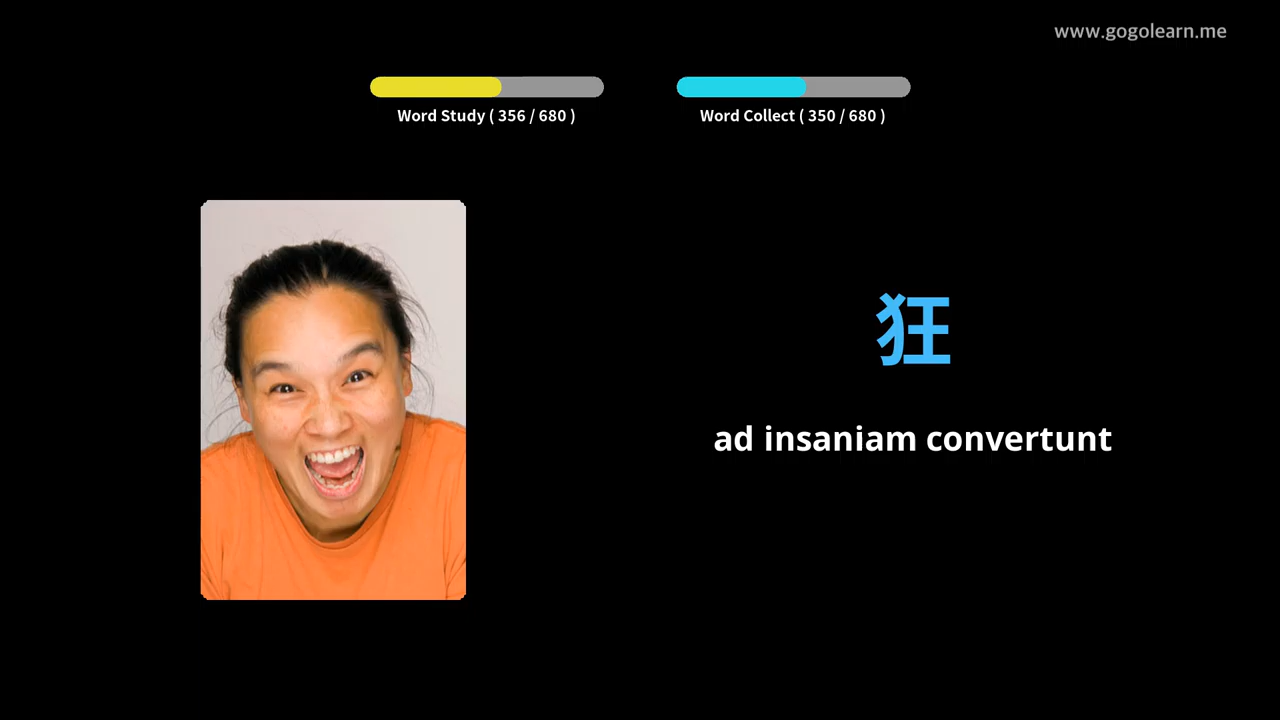 www.gogolearn.me
Word Study ( 356 / 680 )
Word Collect ( 350 / 680 )
狂
ad insaniam convertunt